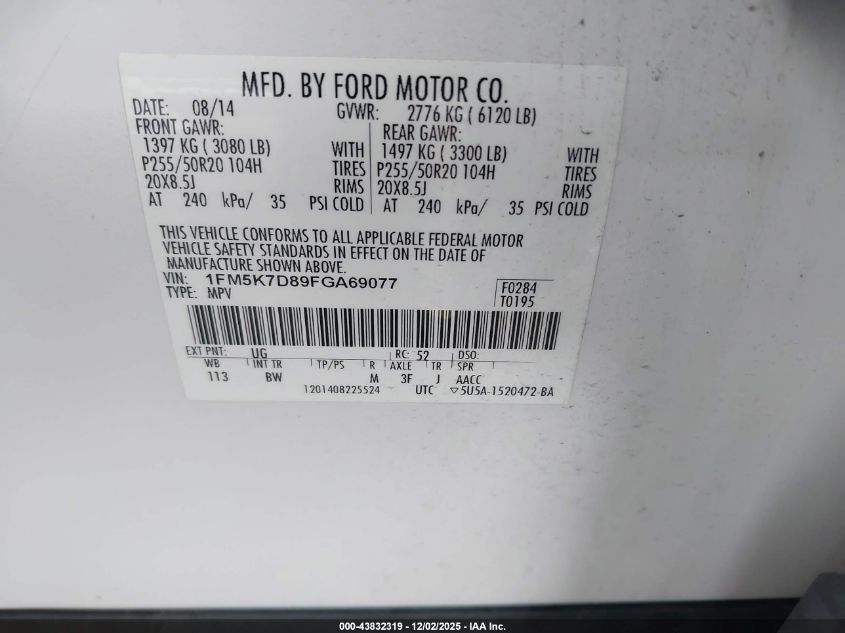 MFD. BY FORD MOTOR CO.
DATE: 08/14 GVWR: 2776 KG ( 6120 LB)
FRONT GAWR: REAR GAWR:
1397 KG ( 3080 LB) WITH 1497 KG ( 3300 LB) WITH
P255/50R20 104H TIRES P255/50R20 104H TIRES
20X8.5J RIMS 20X8.5J RIMS
AT 240 kPa/ 35 PSI COLD AT 240 kPa/ 35 PSI COLD
THIS VEHICLE CONFORMS TO ALL APPLICABLE FEDERAL MOTOR
VEHICLE SAFETY STANDARDS IN EFFECT ON THE DATE OF
MANUFACTURE SHOWN ABOVE.
VIN: 1FM5K7D89FGA69077 F0284
TYPE: MPV T0195
EXT PNT: UG RC: 52 DSO:
WB INT TR TP/PS R AXLE TR SPR
113 BW M 3F J AACC
1201408225524 UTC ▽5U5A-1520472-BA
000-43832319 - 12/02/2025 - IAA Inc.